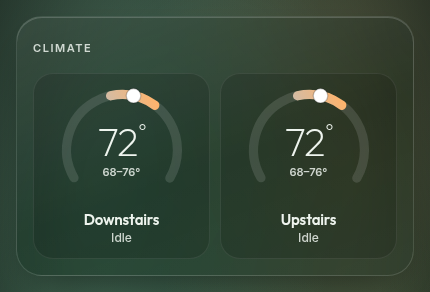 CLIMATE
72°
68–76°
Downstairs
Idle
72°
68–76°
Upstairs
Idle